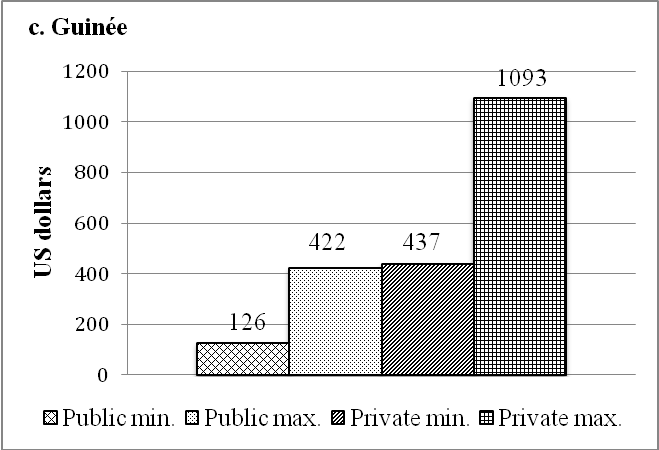 c. Guinée
1200
1093
1000
800
US dollars
600
422
437
400
200
126
0
Public min.
Public max.
Private min.
Private max.